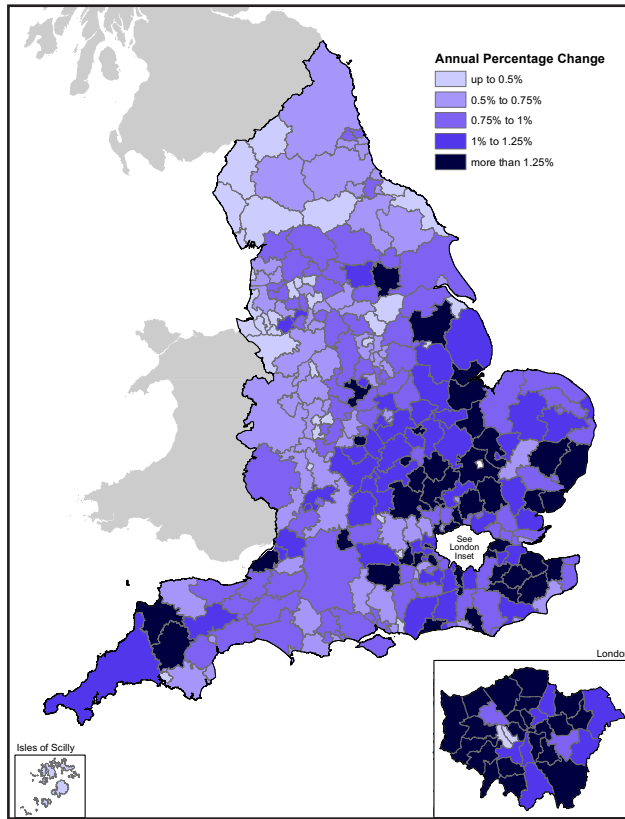 Annual Percentage Change
up to 0.5%
0.5% to 0.75%
0.75% to 1%
1% to 1.25%
more than 1.25%
See
London
Inset
London
Isles of Scilly